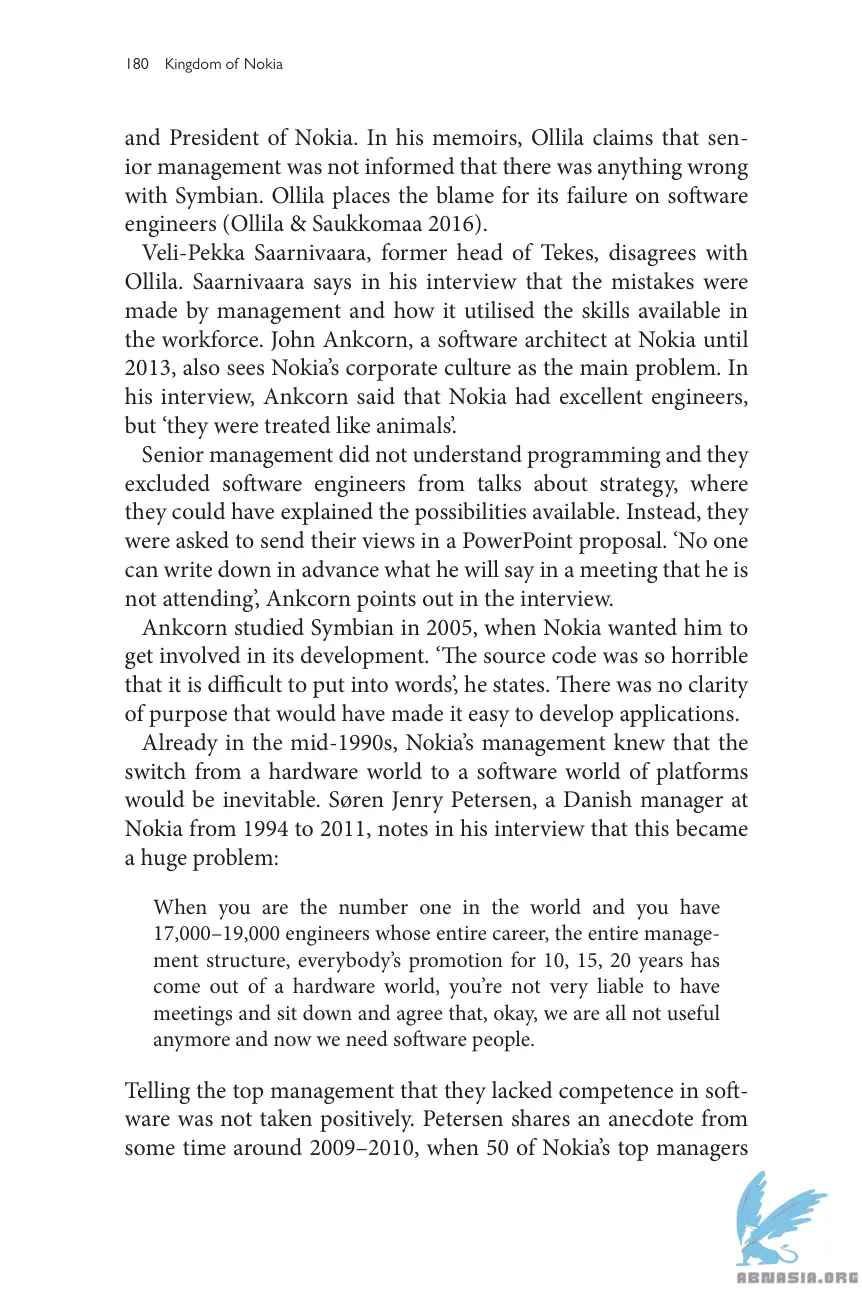 180 Kingdom of Nokia
and President of Nokia. In his memoirs, Ollila claims that sen-
ior management was not informed that there was anything wrong
with Symbian. Ollila places the blame for its failure on software
engineers (Ollila & Saukkomaa 2016).
Veli-Pekka Saarnivaara, former head of Tekes, disagrees with
Ollila. Saarnivaara says in his interview that the mistakes were
made by management and how it utilised the skills available in
the workforce. John Ankcorn, a software architect at Nokia until
2013, also sees Nokia’s corporate culture as the main problem. In
his interview, Ankcorn said that Nokia had excellent engineers,
but ‘they were treated like animals’.
Senior management did not understand programming and they
excluded software engineers from talks about strategy, where
they could have explained the possibilities available. Instead, they
were asked to send their views in a PowerPoint proposal. ‘No one
can write down in advance what he will say in a meeting that he is
not attending’, Ankcorn points out in the interview.
Ankcorn studied Symbian in 2005, when Nokia wanted him to
get involved in its development. ‘The source code was so horrible
that it is difficult to put into words’, he states. There was no clarity
of purpose that would have made it easy to develop applications.
Already in the mid-1990s, Nokia’s management knew that the
switch from a hardware world to a software world of platforms
would be inevitable. Søren Jenry Petersen, a Danish manager at
Nokia from 1994 to 2011, notes in his interview that this became
a huge problem:
When you are the number one in the world and you have
17,000–19,000 engineers whose entire career, the entire manage-
ment structure, everybody’s promotion for 10, 15, 20 years has
come out of a hardware world, you’re not very liable to have
meetings and sit down and agree that, okay, we are all not useful
anymore and now we need software people.
Telling the top management that they lacked competence in soft-
ware was not taken positively. Petersen shares an anecdote from
some time around 2009–2010, when 50 of Nokia’s top managers
ABNASIA.ORG